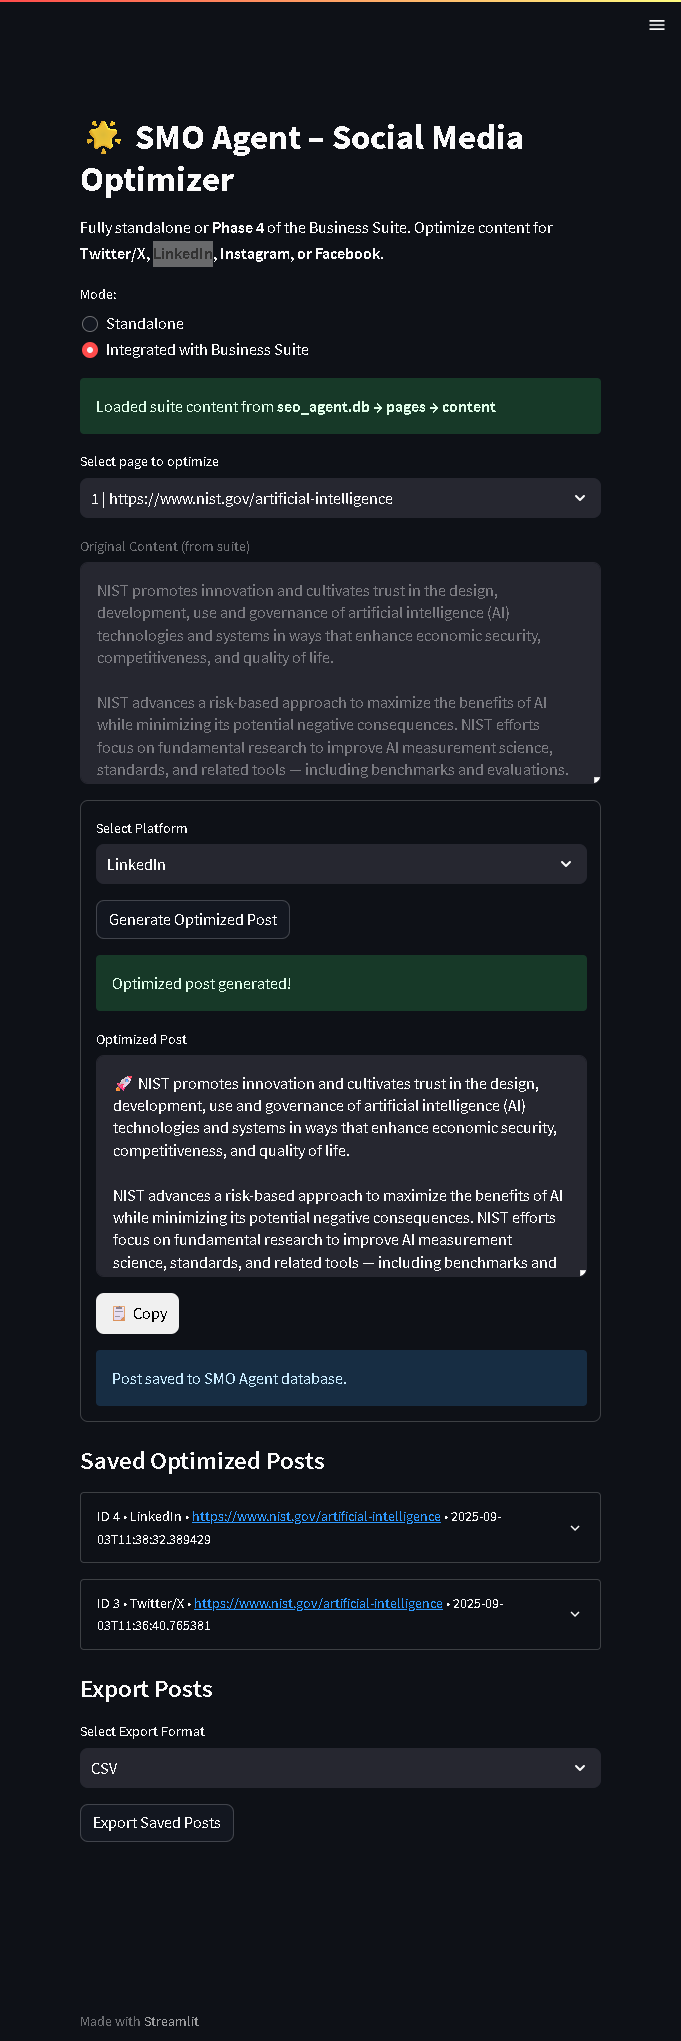 🌟 SMO Agent – Social Media
Optimizer
Fully standalone or Phase 4 of the Business Suite. Optimize content for
Twitter/X, LinkedIn, Instagram, or Facebook.
Mode:
Standalone
Integrated with Business Suite
Loaded suite content from seo_agent.db → pages → content
Select page to optimize
1 | https://www.nist.gov/artificial-intelligence
Original Content (from suite)
NIST promotes innovation and cultivates trust in the design,
development, use and governance of artificial intelligence (AI)
technologies and systems in ways that enhance economic security,
competitiveness, and quality of life.
NIST advances a risk-based approach to maximize the benefits of AI
while minimizing its potential negative consequences. NIST efforts
focus on fundamental research to improve AI measurement science,
standards, and related tools — including benchmarks and evaluations.
Select Platform
LinkedIn
Generate Optimized Post
Optimized post generated!
Optimized Post
🚀 NIST promotes innovation and cultivates trust in the design,
development, use and governance of artificial intelligence (AI)
technologies and systems in ways that enhance economic security,
competitiveness, and quality of life.
NIST advances a risk-based approach to maximize the benefits of AI
while minimizing its potential negative consequences. NIST efforts
focus on fundamental research to improve AI measurement
science, standards, and related tools — including benchmarks and
📋 Copy
Post saved to SMO Agent database.
Saved Optimized Posts
ID 4 • LinkedIn • https://www.nist.gov/artificial-intelligence • 2025-09-
03T11:38:32.389429
ID 3 • Twitter/X • https://www.nist.gov/artificial-intelligence • 2025-09-
03T11:36:40.765381
Export Posts
Select Export Format
CSV
Export Saved Posts
Made with Streamlit